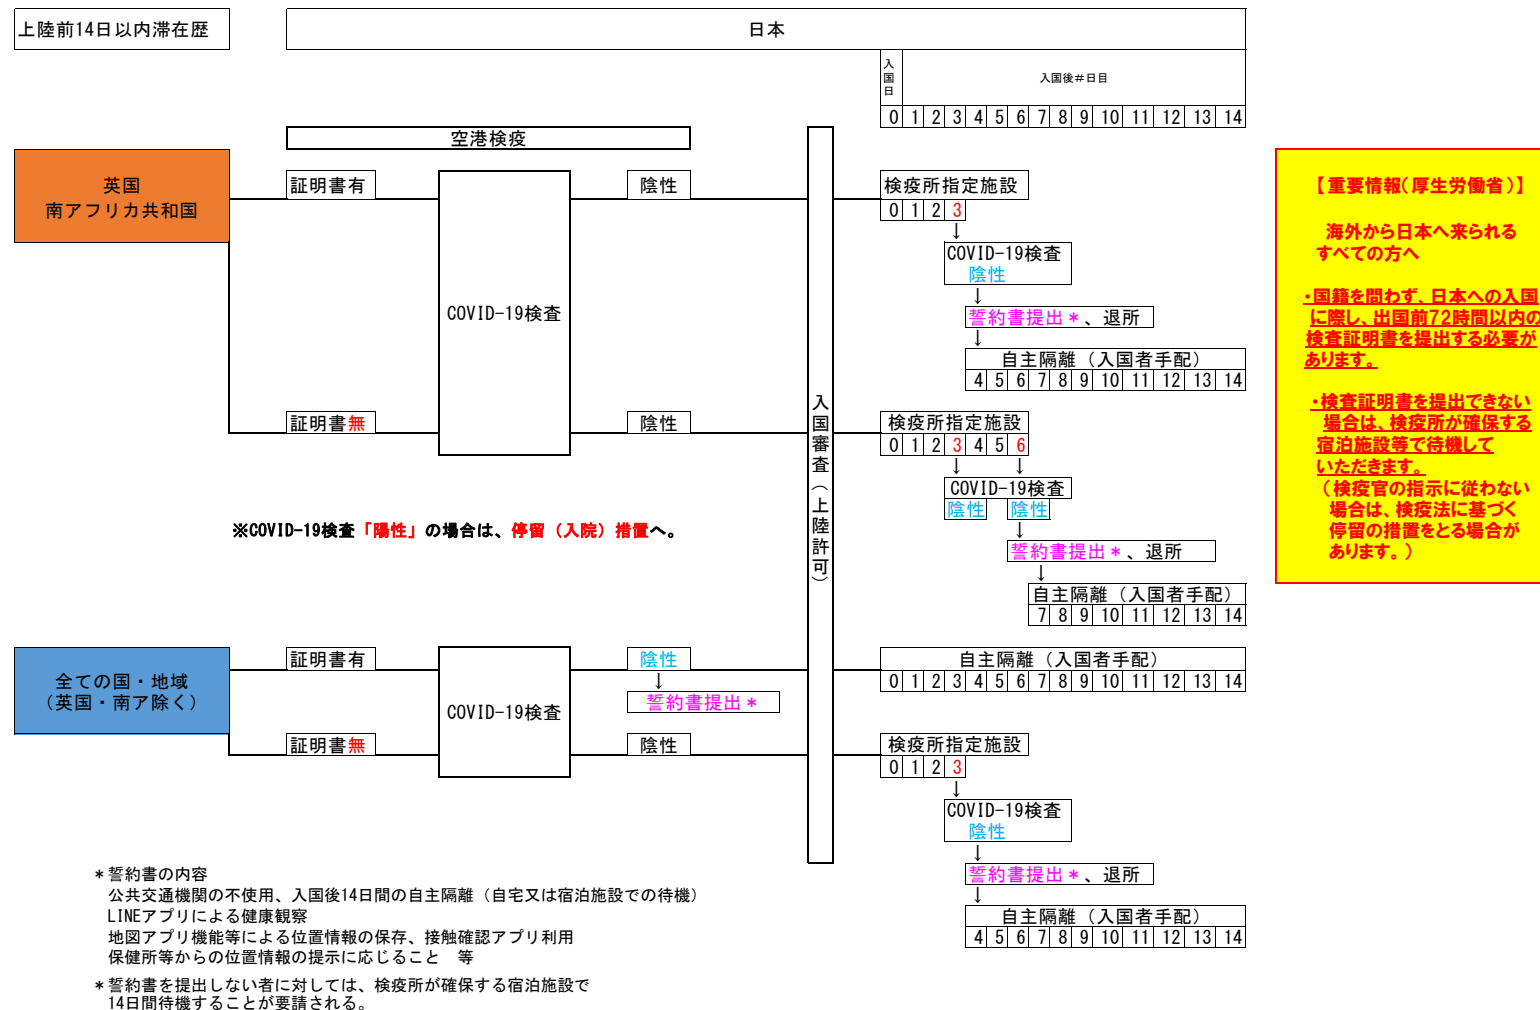 上陸前14日以内滞在歴
日本
入国日
入国後#日目
0 1 2 3 4 5 6 7 8 9 10 11 12 13 14
空港検疫
英国
南アフリカ共和国
証明書有
COVID-19検査
陰性
検疫所指定施設
0 1 2 3
↓
COVID-19検査
陰性
↓
誓約書提出*、退所
↓
自主隔離(入国者手配)
4 5 6 7 8 9 10 11 12 13 14
証明書無
陰性
検疫所指定施設
0 1 2 3 4 5 6
↓ ↓
COVID-19検査
陰性 陰性
↓
誓約書提出*、退所
↓
自主隔離(入国者手配)
7 8 9 10 11 12 13 14
入国審査(上陸許可)
※COVID-19検査「陽性」の場合は、停留(入院)措置へ。
全ての国・地域
(英国・南ア除く)
証明書有
COVID-19検査
陰性
↓
誓約書提出*
自主隔離(入国者手配)
0 1 2 3 4 5 6 7 8 9 10 11 12 13 14
証明書無
陰性
検疫所指定施設
0 1 2 3
↓
COVID-19検査
陰性
↓
誓約書提出*、退所
↓
自主隔離(入国者手配)
4 5 6 7 8 9 10 11 12 13 14
【重要情報(厚生労働省)】
海外から日本へ来られる
すべての方へ
・国籍を問わず、日本への入国
に際し、出国前72時間以内の
検査証明書を提出する必要が
あります。
・検査証明書を提出できない
場合は、検疫所が確保する
宿泊施設等で待機して
いただきます。
(検疫官の指示に従わない
場合は、検疫法に基づく
停留の措置をとる場合が
あります。)
*誓約書の内容
公共交通機関の不使用、入国後14日間の自主隔離(自宅又は宿泊施設での待機)
LINEアプリによる健康観察
地図アプリ機能等による位置情報の保存、接触確認アプリ利用
保健所等からの位置情報の提示に応じること 等
*誓約書を提出しない者に対しては、検疫所が確保する宿泊施設で
14日間待機することが要請される。